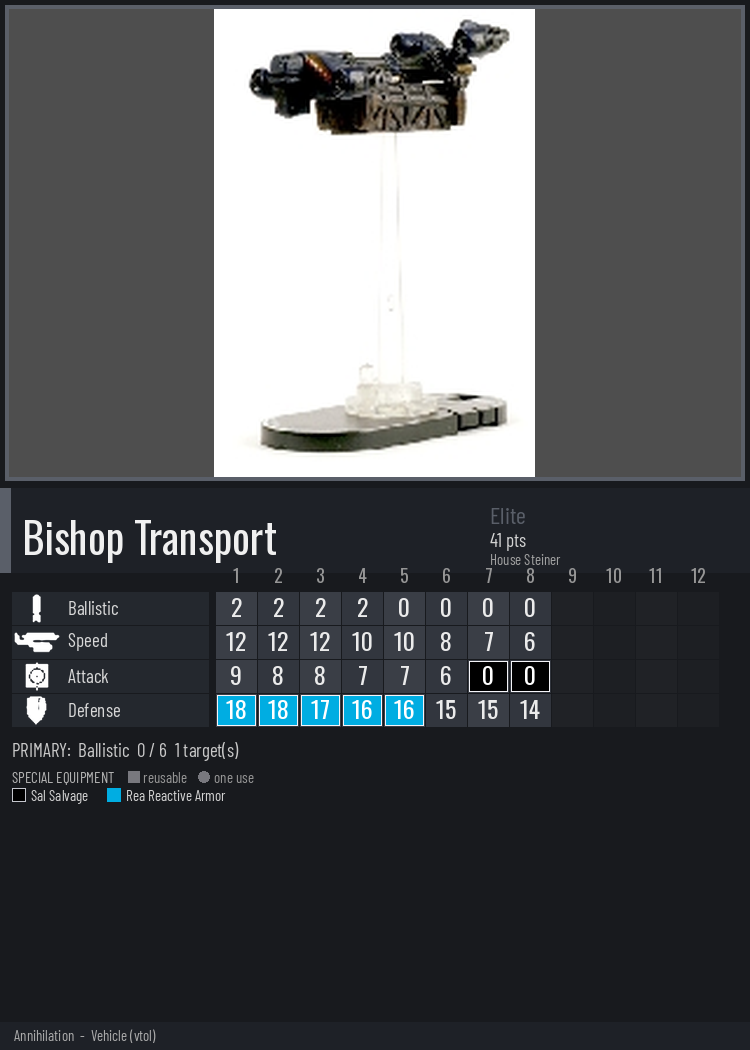 Bishop Transport
Elite
41 pts
House Steiner
1 2 3 4 5 6 7 8 9 10 11 12
Ballistic 2 2 2 2 0 0 0 0
Speed 12 12 12 10 10 8 7 6
Attack 9 8 8 7 7 6 0 0
Defense 18 18 17 16 16 15 15 14
PRIMARY: Ballistic 0 / 6 1 target(s)
SPECIAL EQUIPMENT reusable one use
Sal Salvage Rea Reactive Armor
Annihilation - Vehicle (vtol)